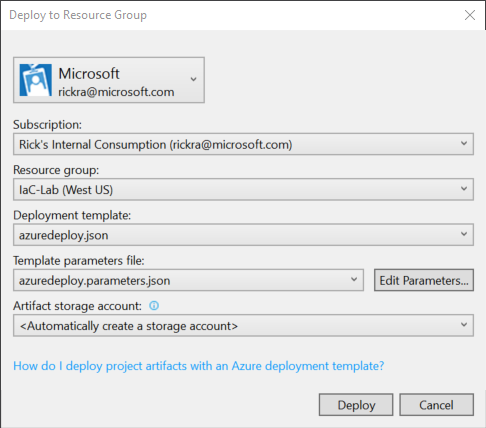 Deploy to Resource Group
Microsoft
rickra@microsoft.com
Subscription:
Rick's Internal Consumption (rickra@microsoft.com)
Resource group:
IaC-Lab (West US)
Deployment template:
azuredeploy.json
Template parameters file:
azuredeploy.parameters.json
Edit Parameters...
Artifact storage account:
<Automatically create a storage account>
How do I deploy project artifacts with an Azure deployment template?
Deploy
Cancel